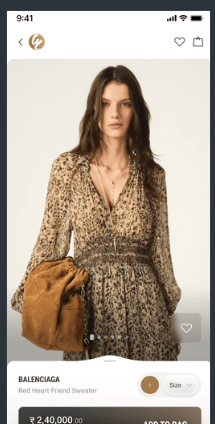 9:41
BALENCIAGA
Red Heart Friend Sweater
Size
₹ 2,40,000.00
ADD TO BAG